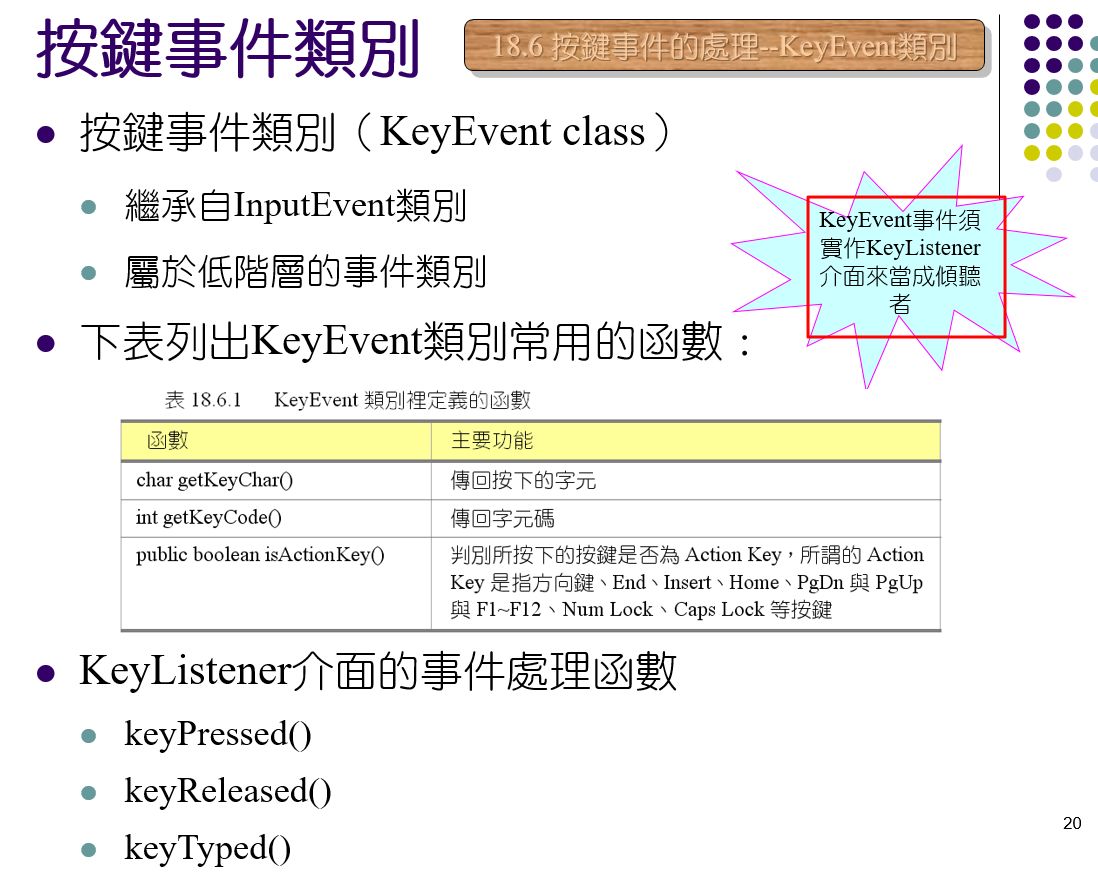 按鍵事件類別
18.6 按鍵事件的處理--KeyEvent類別
按鍵事件類別（KeyEvent class）
繼承自InputEvent類別
屬於低階層的事件類別
KeyEvent事件須
實作KeyListener
介面來當成傾聽
者
下表列出KeyEvent類別常用的函數：
表 18.6.1 KeyEvent 類別裡定義的函數
函數 主要功能
char getKeyChar() 傳回按下的字元
int getKeyCode() 傳回字元碼
public boolean isActionKey() 判別所按下的按鍵是否為 Action Key，所謂的 Action
Key 是指方向鍵、End、Insert、Home、PgDn 與 PgUp
與 F1~F12、Num Lock、Caps Lock 等按鍵
KeyListener介面的事件處理函數
keyPressed()
keyReleased()
keyTyped()
20